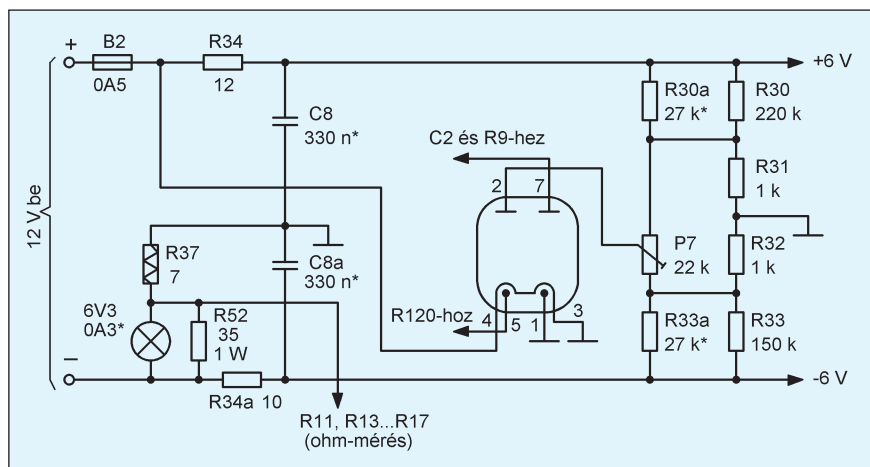 +
B2
0A5
R34
12
+6 V
C8
330 n*
R30a
27 k*
R30
220 k
C2 és R9-hez
2
7
R31
1 k
12 V be
R37
7
C8a
330 n*
P7
22 k
R32
1 k
6V3
0A3*
R52
35
1 W
R120-hoz
4
5
1
3
R33a
27 k*
R33
150 k
–
R34a 10
-6 V
R11, R13...R17
(ohm-mérés)